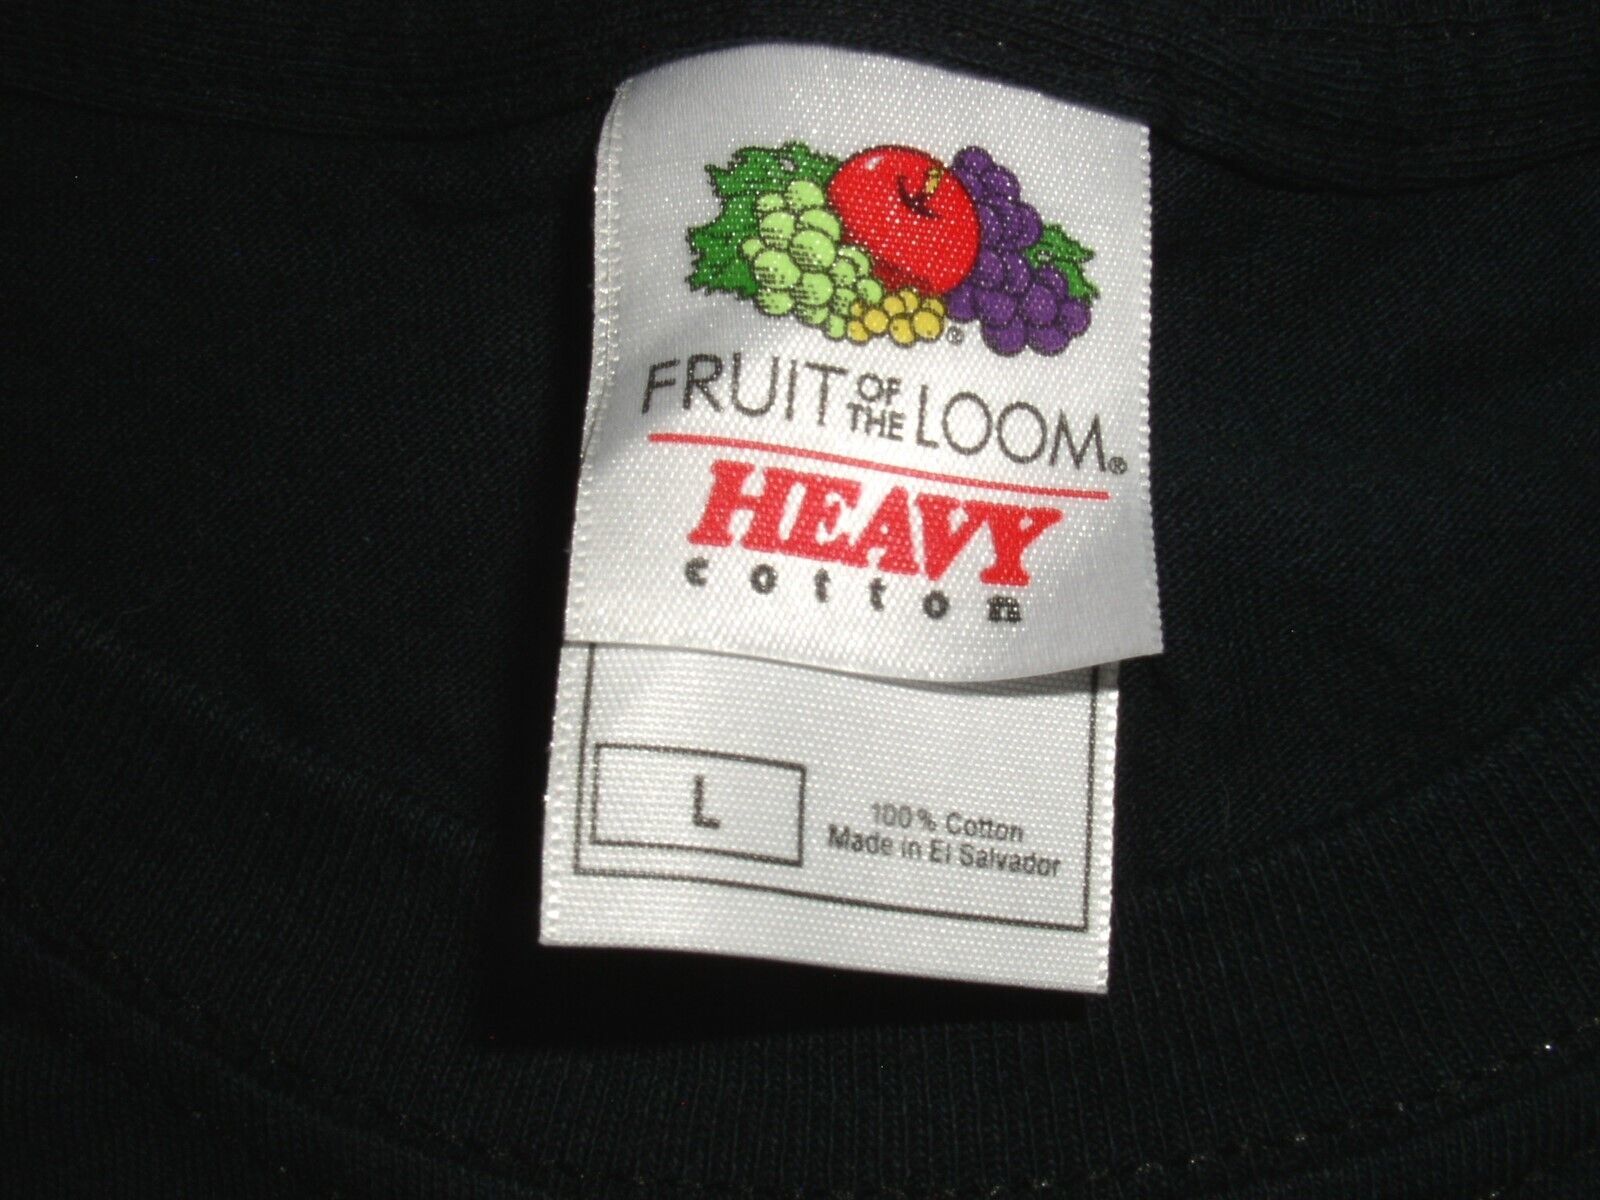 ®
FRUIT OF THE LOOM®
HEAVY
cotton
L
100% Cotton
Made in El Salvador